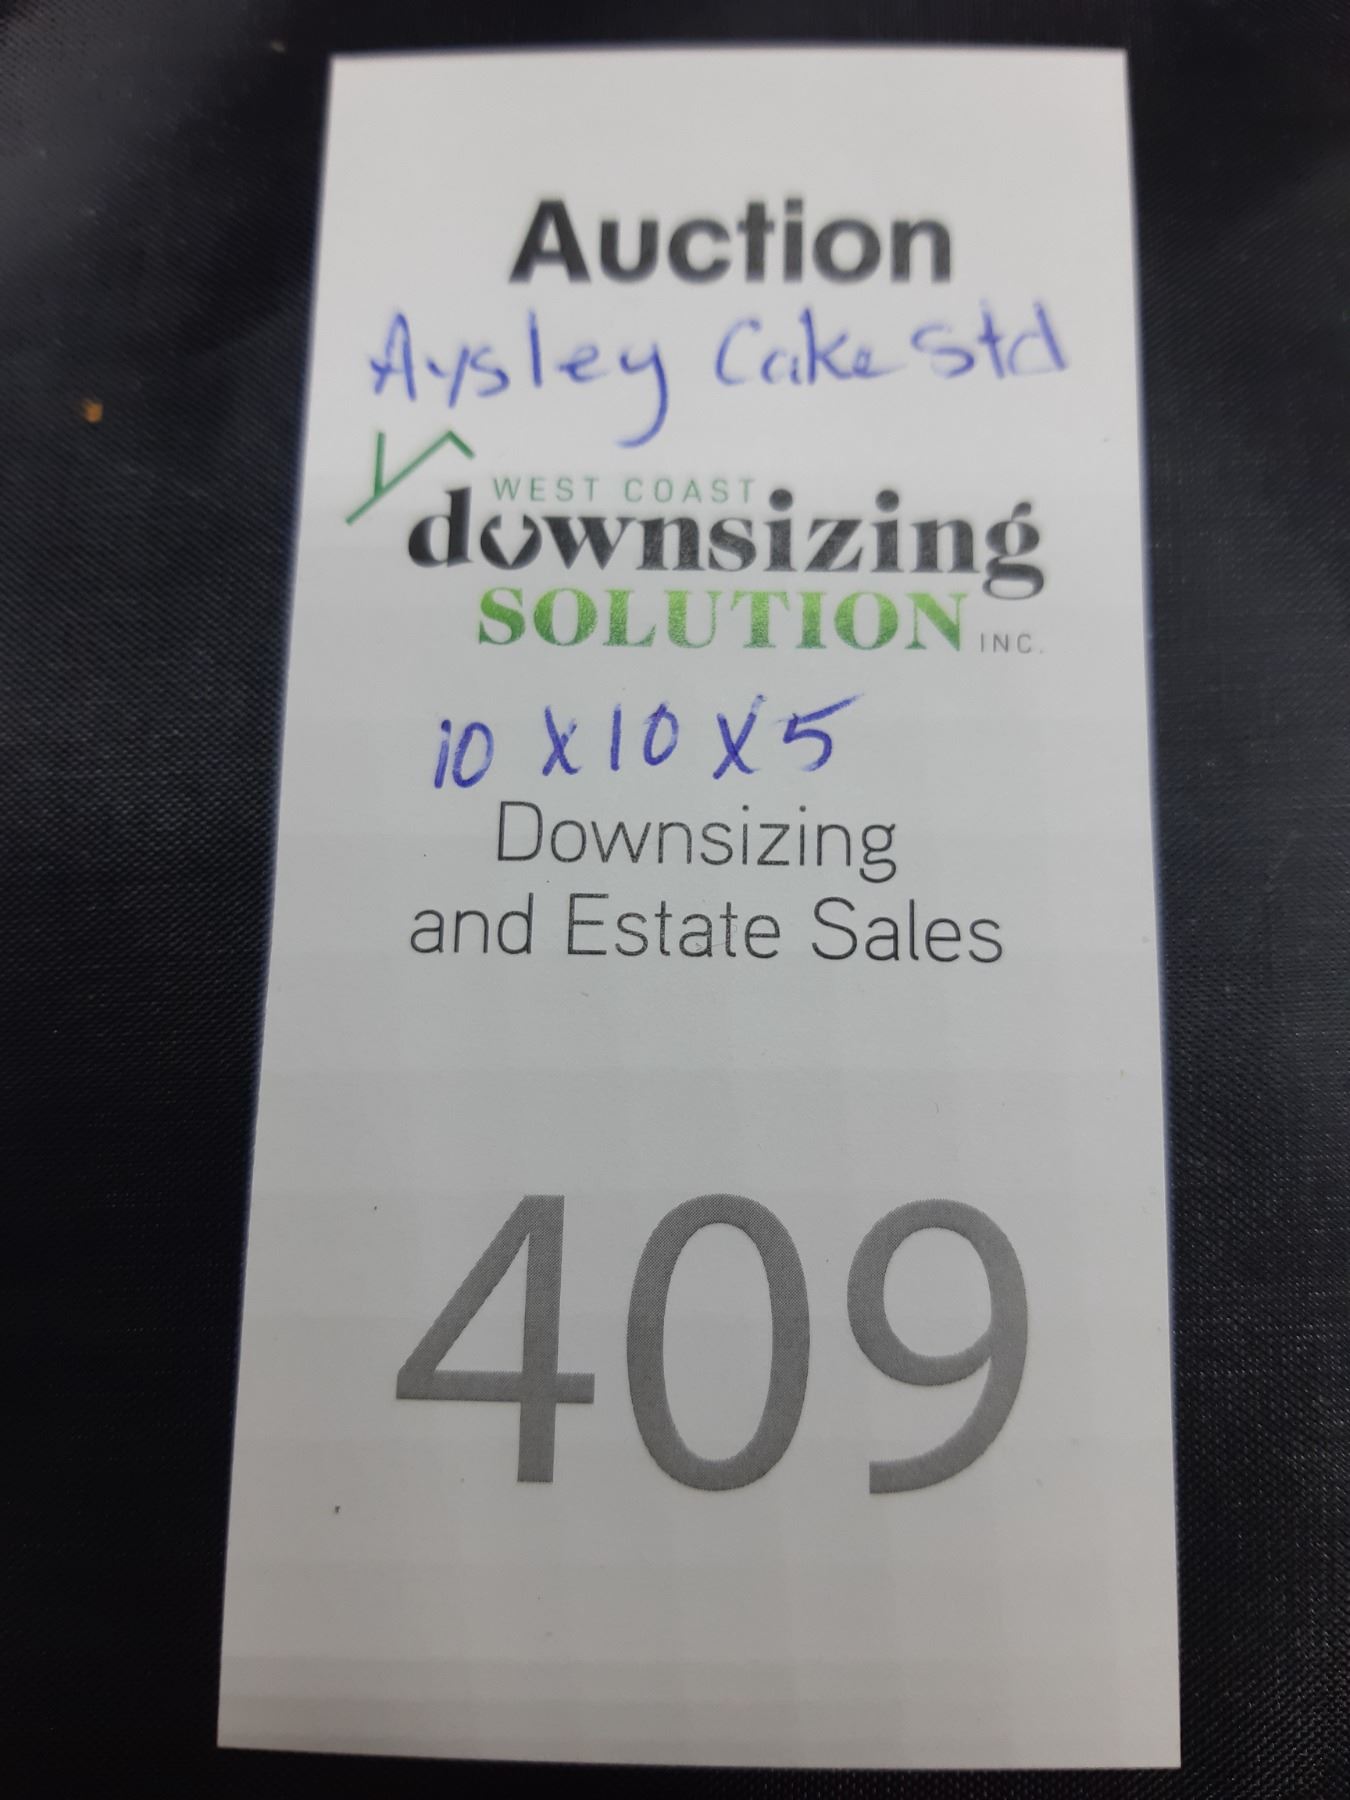 Auction
Aysley Cake Std
WEST COAST
downsizing
SOLUTION INC.
10 x 10 x 5
Downsizing
and Estate Sales
409